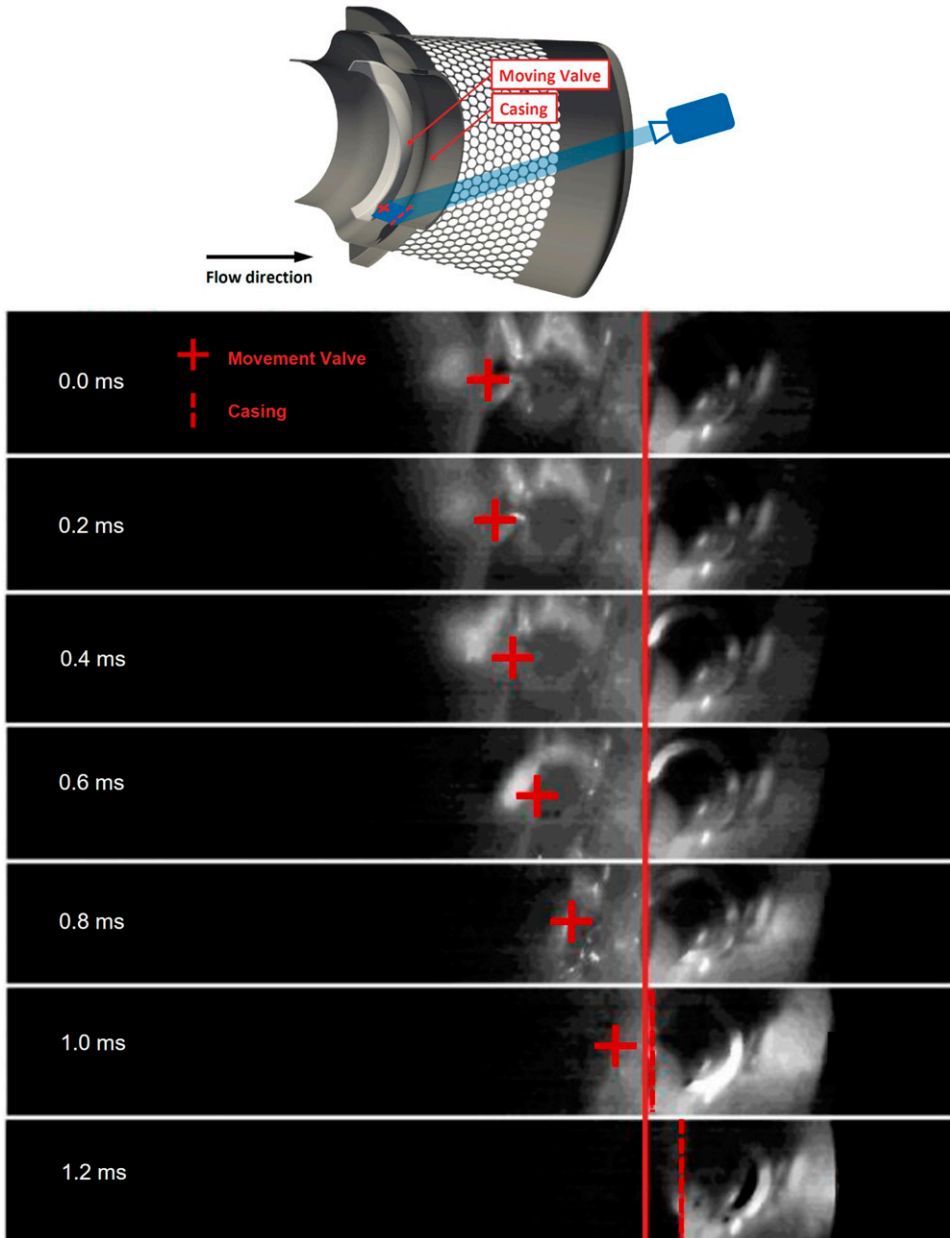 Moving Valve
Casing
Flow direction
0.0 ms
Movement Valve
Casing
0.2 ms
0.4 ms
0.6 ms
0.8 ms
1.0 ms
1.2 ms